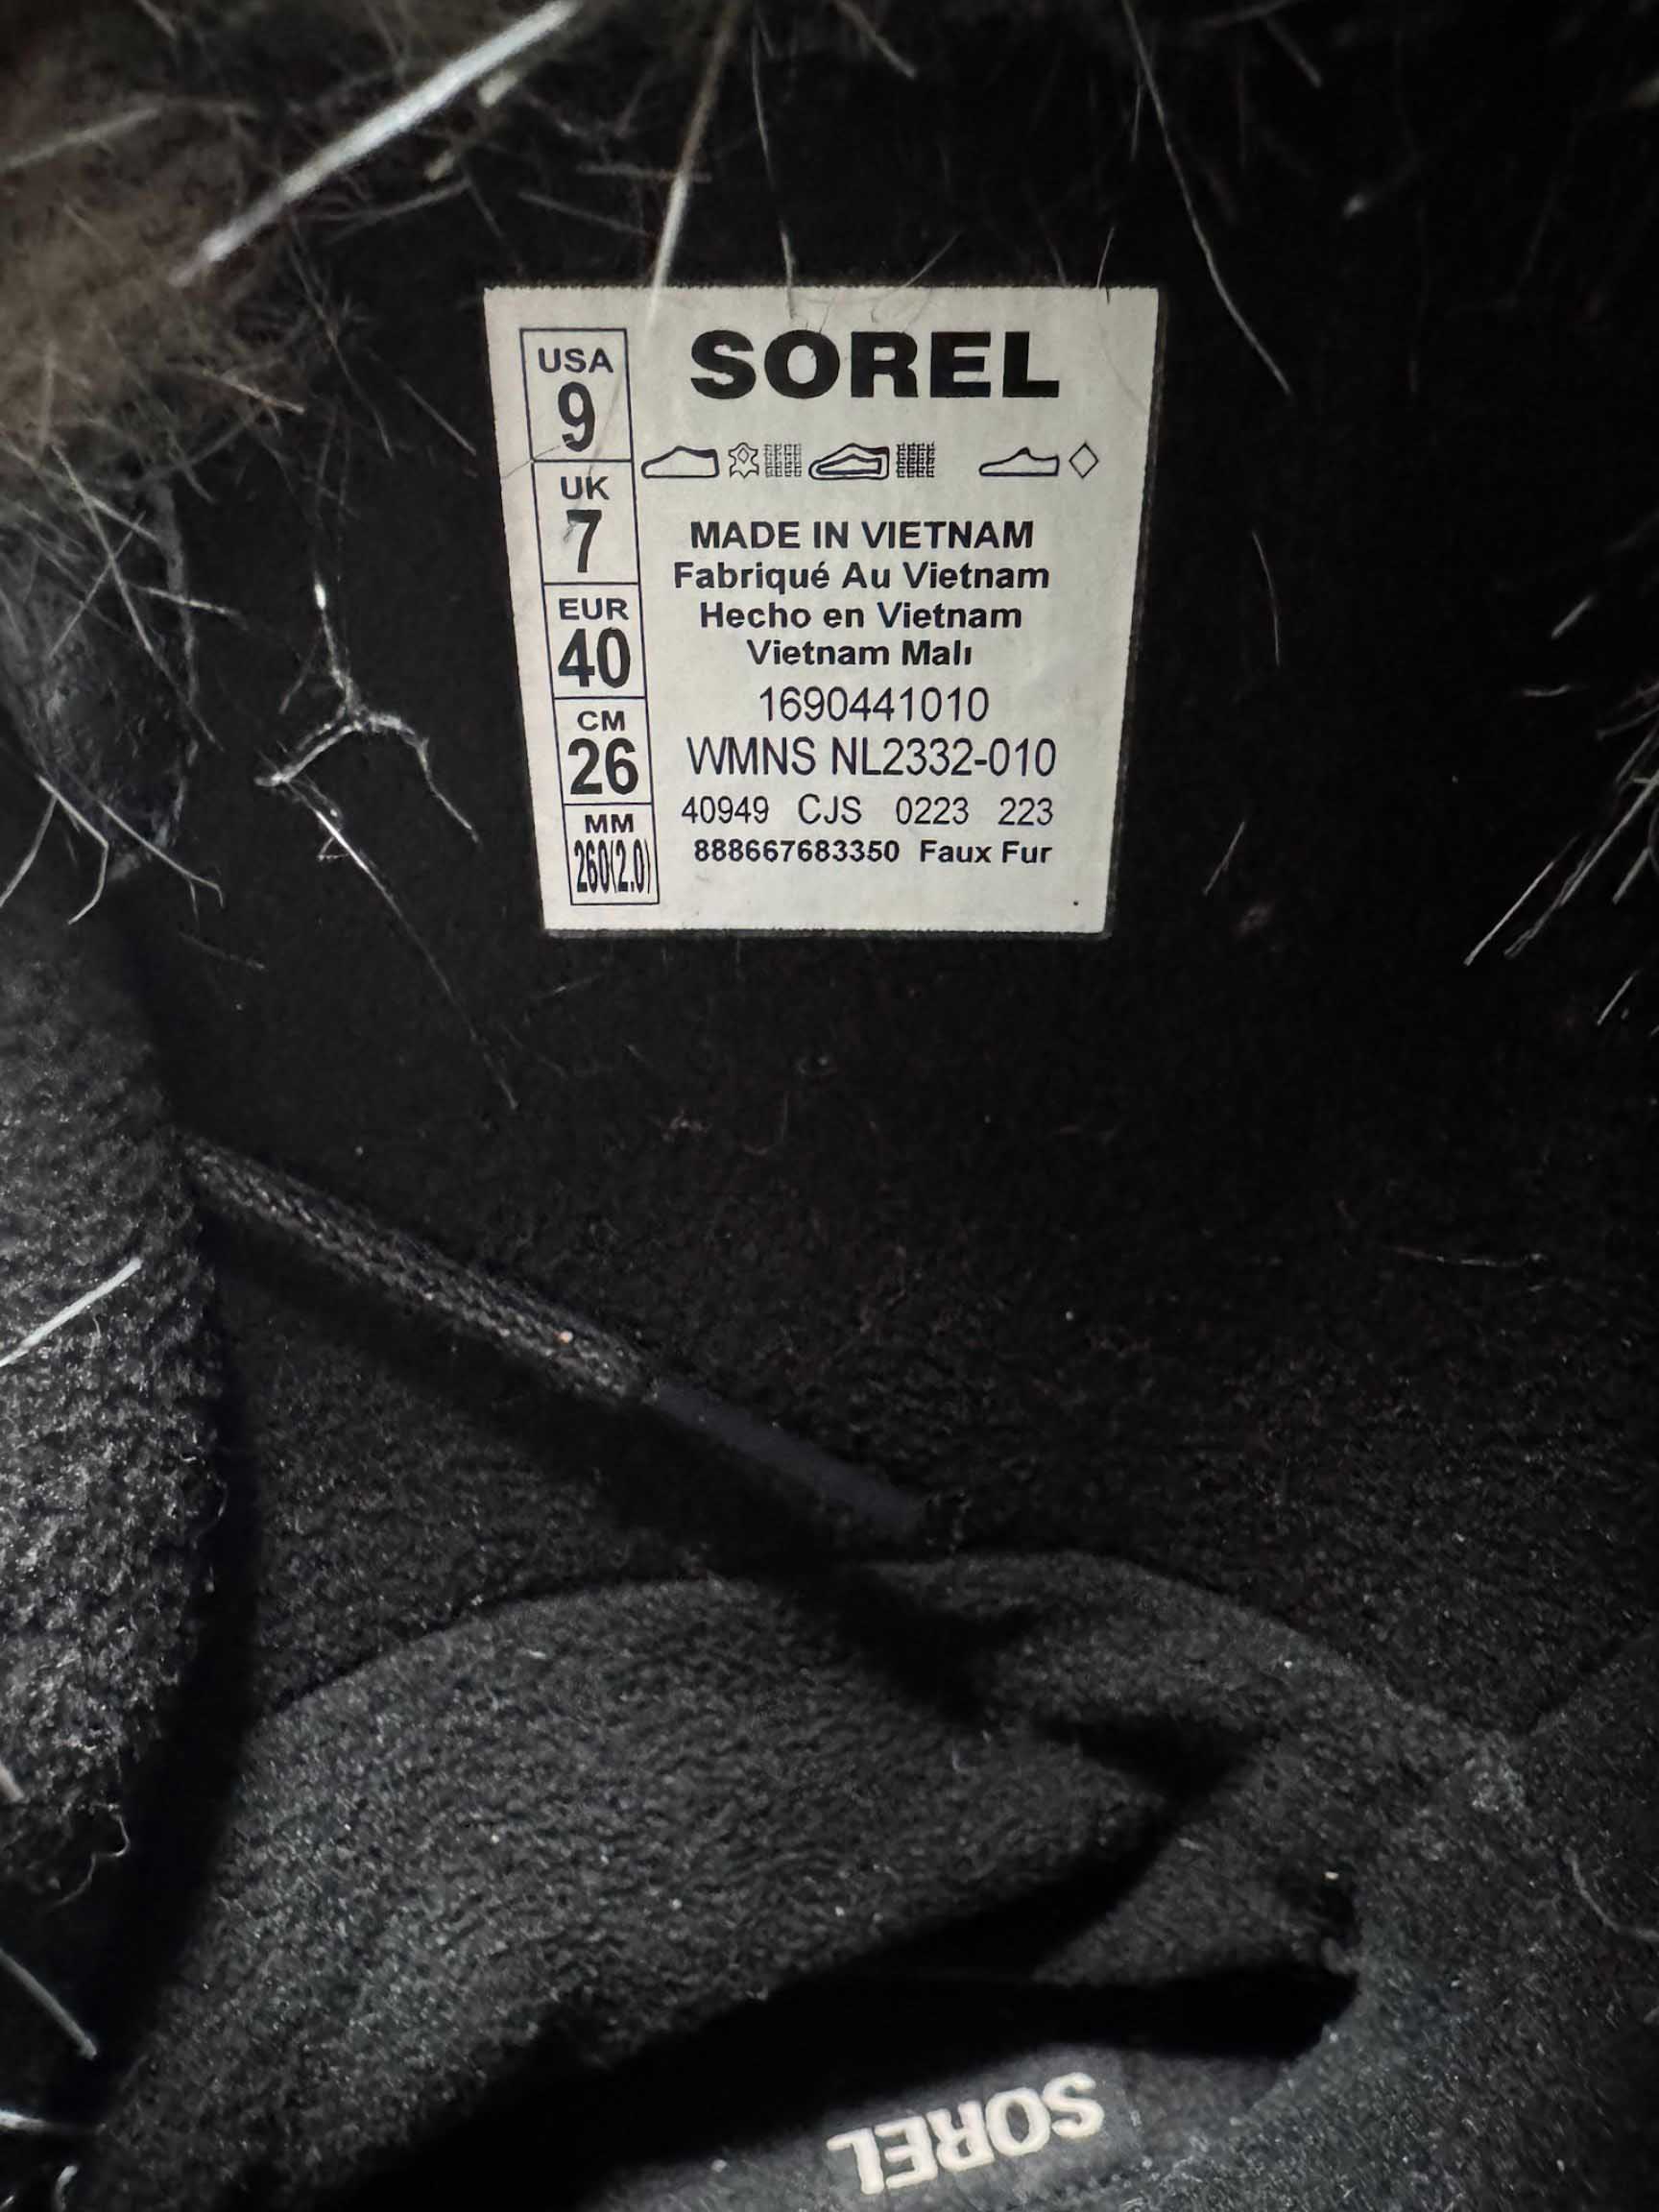 USA
9
UK
7
EUR
40
CM
26
MM
260(2.0)
SOREL
MADE IN VIETNAM
Fabriqué Au Vietnam
Hecho en Vietnam
Vietnam Malı
1690441010
WMNS NL2332-010
40949 CJS 0223 223
888667683350 Faux Fur
SOREL